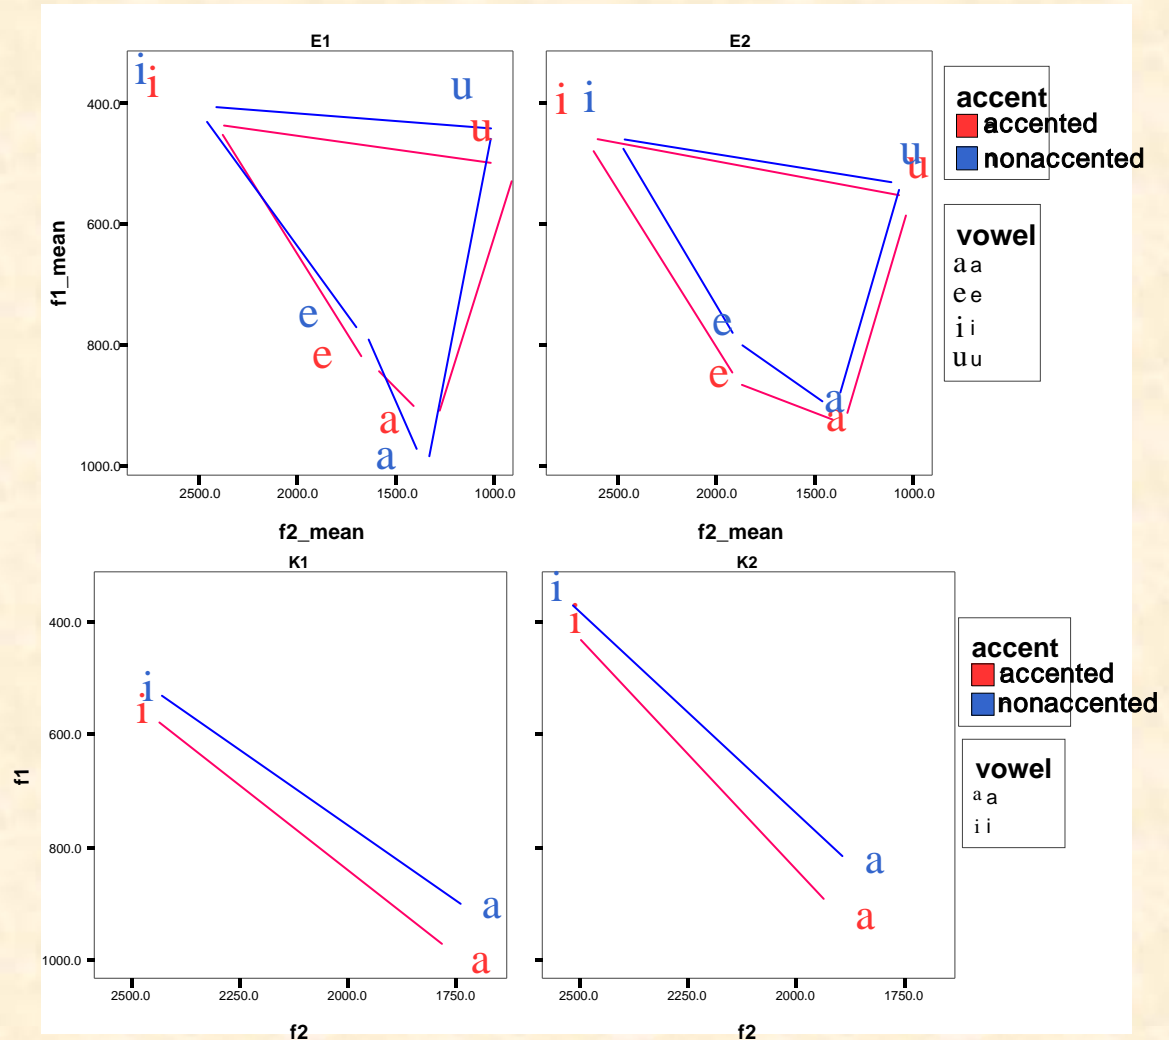 E1
E2
i
i
u
u
e
e
a
a
i
i
u
u
e
e
a
a
400.0
600.0
800.0
1000.0
f1_mean
2500.0
2000.0
1500.0
1000.0
2500.0
2000.0
1500.0
1000.0
f2_mean
f2_mean
accent
accented
nonaccented
vowel
a a
e e
i i
u u
K1
K2
i
i
a
a
i
i
a
a
400.0
600.0
800.0
1000.0
f1
2500.0
2250.0
2000.0
1750.0
2500.0
2250.0
2000.0
1750.0
f2
f2
accent
accented
nonaccented
vowel
a a
i i